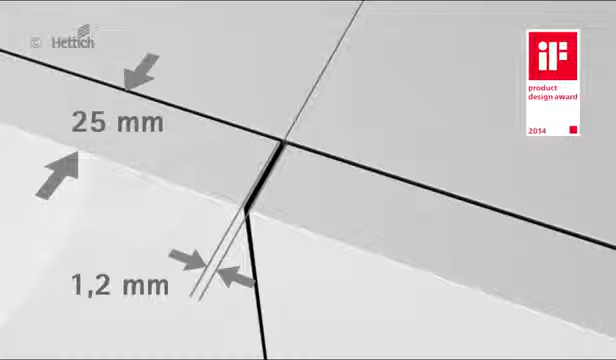 © Hettich
iF
product
design award
2014
25 mm
1,2 mm